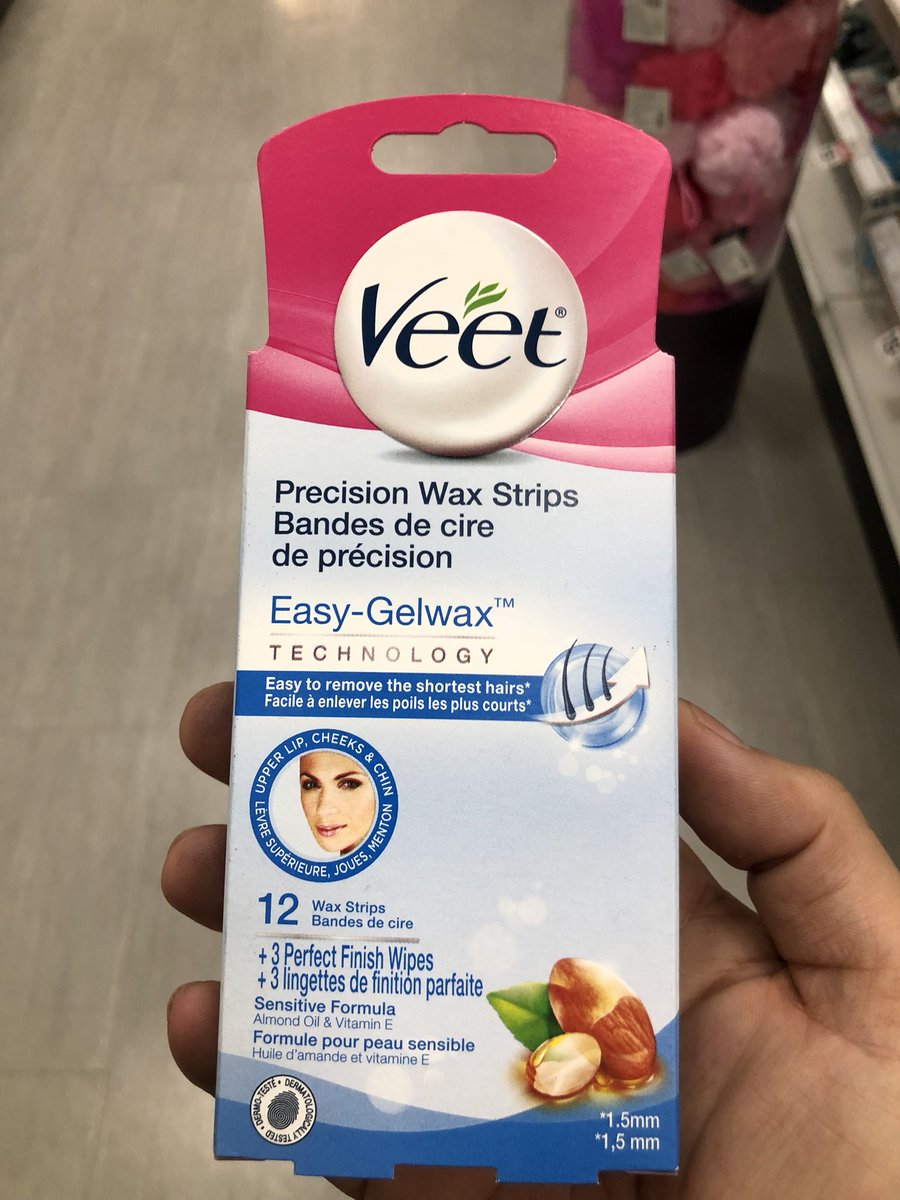 Veet®
Precision Wax Strips
Bandes de cire
de précision
Easy-Gelwax™
TECHNOLOGY
Easy to remove the shortest hairs*
Facile à enlever les poils les plus courts*
UPPER LIP, CHEEKS & CHIN
LÈVRE SUPÉRIEURE, JOUES, MENTON
12 Wax Strips
Bandes de cire
+ 3 Perfect Finish Wipes
+ 3 lingettes de finition parfaite
Sensitive Formula
Almond Oil & Vitamin E
Formule pour peau sensible
Huile d'amande et vitamine E
DERMO-TESTÉ • DERMATOLOGICALLY TESTED •
*1.5mm
*1,5 mm